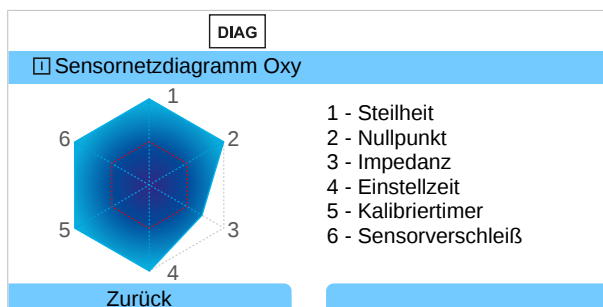 DIAG
I Sensornetzdiagramm Oxy
1
2
3
4
5
6
1 - Steilheit
2 - Nullpunkt
3 - Impedanz
4 - Einstellzeit
5 - Kalibriertimer
6 - Sensorverschleiß
Zurück